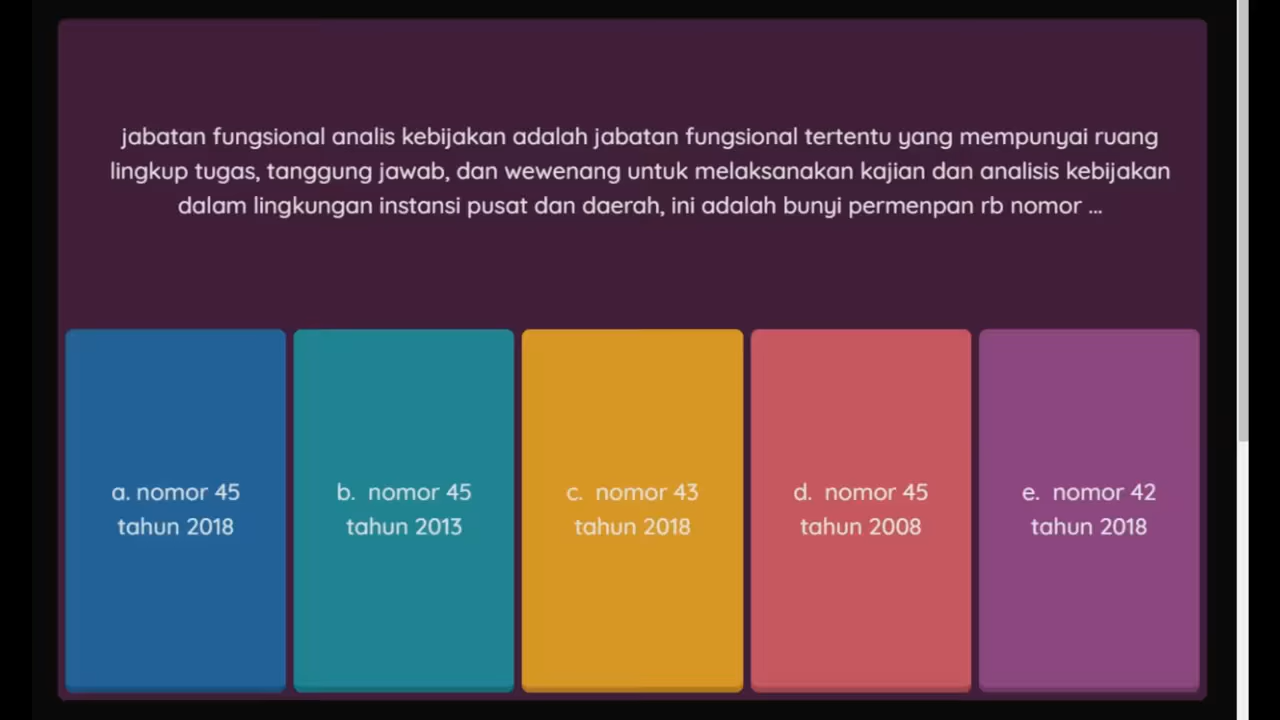 jabatan fungsional analis kebijakan adalah jabatan fungsional tertentu yang mempunyai ruang
lingkup tugas, tanggung jawab, dan wewenang untuk melaksanakan kajian dan analisis kebijakan
dalam lingkungan instansi pusat dan daerah, ini adalah bunyi permenpan rb nomor ...
a. nomor 45
tahun 2018
b. nomor 45
tahun 2013
c. nomor 43
tahun 2018
d. nomor 45
tahun 2008
e. nomor 42
tahun 2018